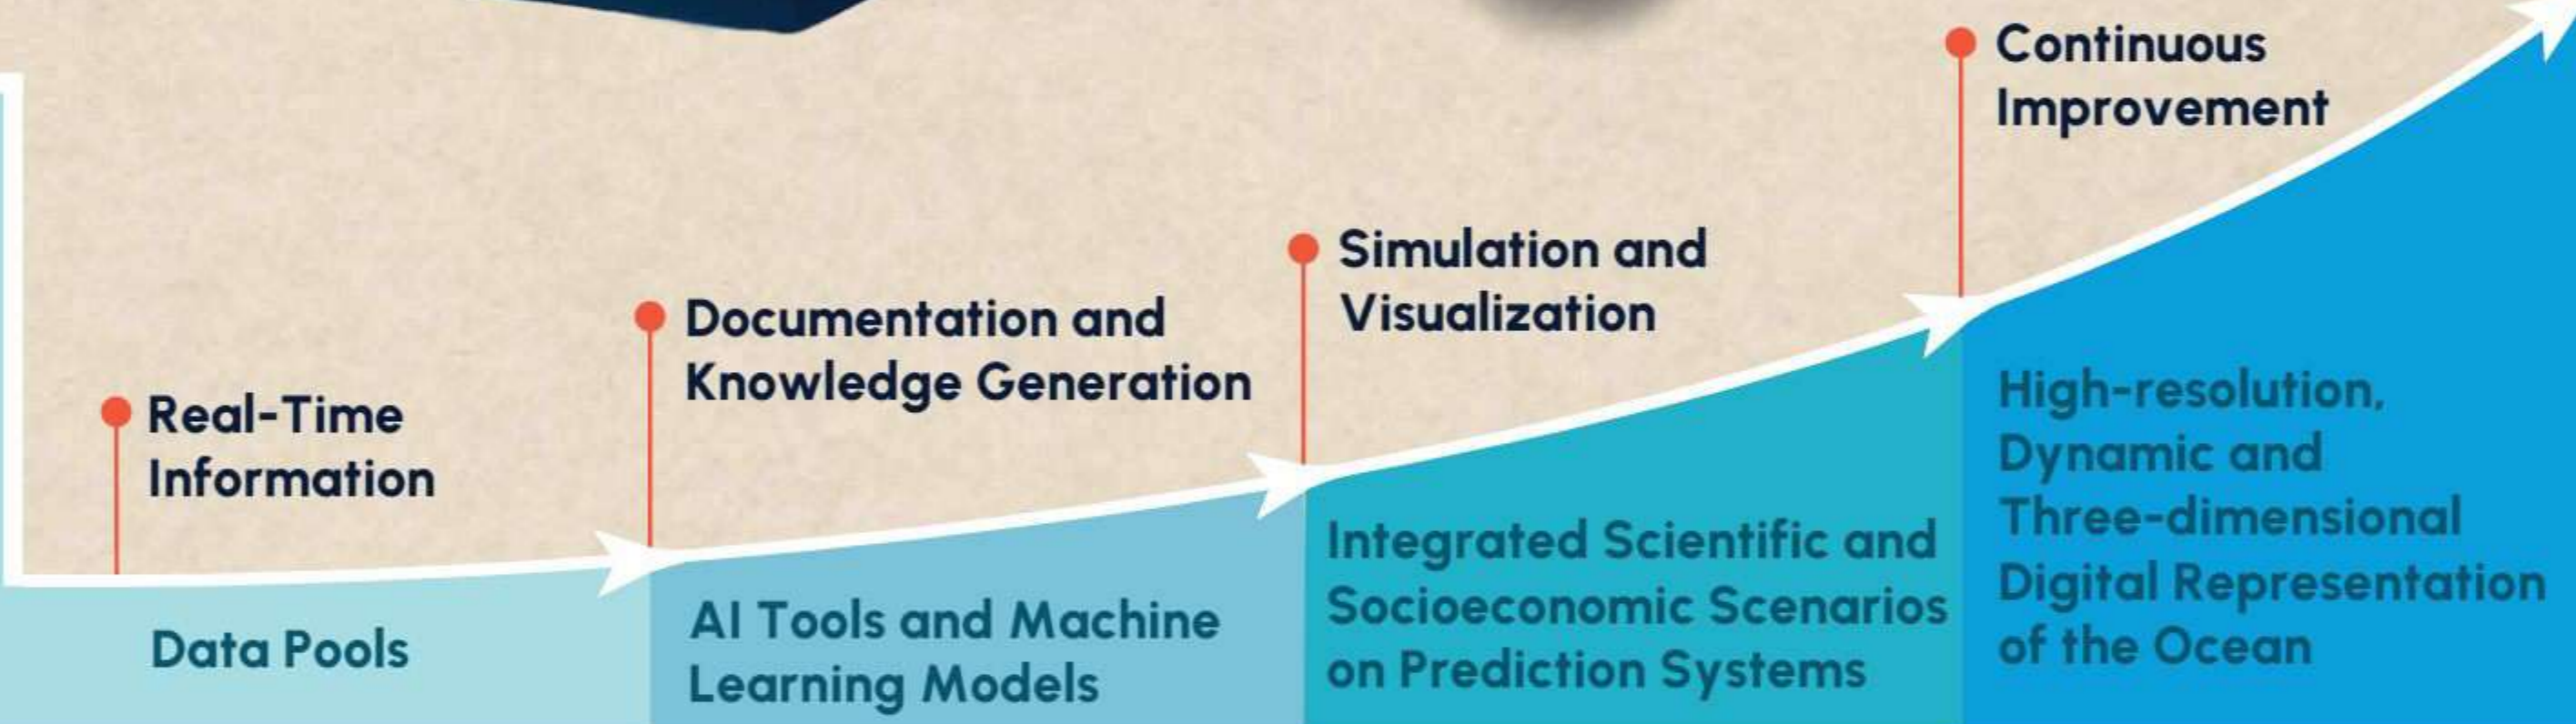 Real-Time
Information
Documentation and
Knowledge Generation
Simulation and
Visualization
Continuous
Improvement
Data Pools
AI Tools and Machine
Learning Models
Integrated Scientific and
Socioeconomic Scenarios
on Prediction Systems
High-resolution,
Dynamic and
Three-dimensional
Digital Representation
of the Ocean